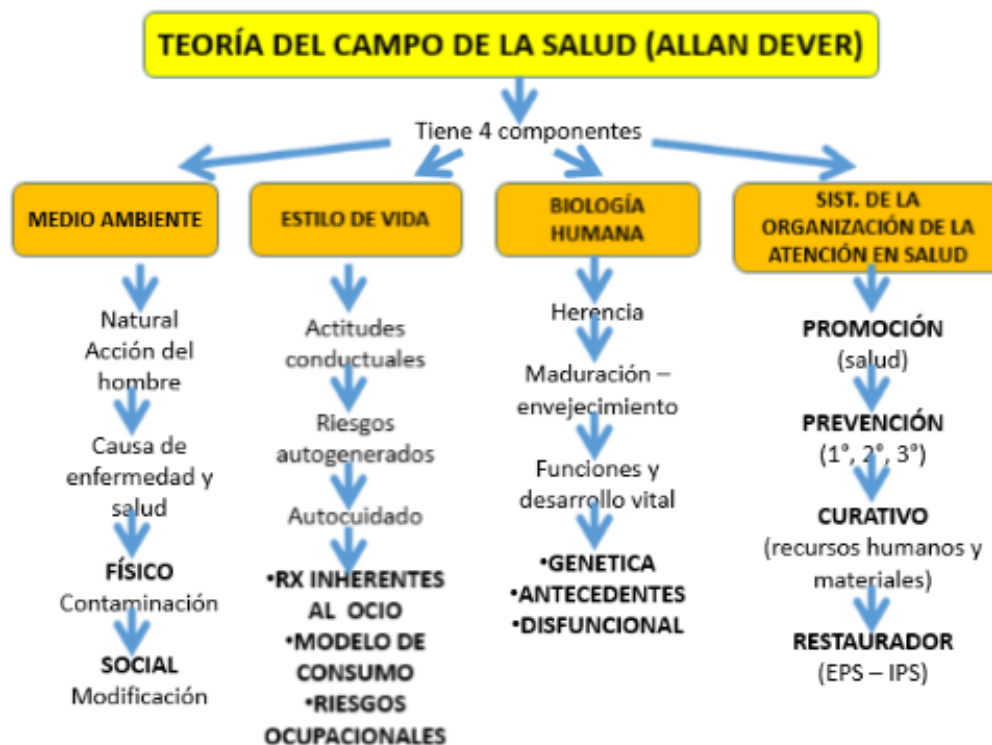 TEORÍA DEL CAMPO DE LA SALUD (ALLAN DEVER)
Tiene 4 componentes
MEDIO AMBIENTE
Natural
Acción del
hombre
Causa de
enfermedad y
salud
FÍSICO
Contaminación
SOCIAL
Modificación
ESTILO DE VIDA
Actitudes
conductuales
Riesgos
autogenerados
Autocuidado
•RX INHERENTES
AL OCIO
•MODELO DE
CONSUMO
•RIESGOS
OCUPACIONALES
BIOLOGÍA
HUMANA
Herencia
Maduración –
envejecimiento
Funciones y
desarrollo vital
•GENETICA
•ANTECEDENTES
•DISFUNCIONAL
SIST. DE LA
ORGANIZACIÓN DE LA
ATENCIÓN EN SALUD
PROMOCIÓN
(salud)
PREVENCIÓN
(1°, 2°, 3°)
CURATIVO
(recursos humanos y
materiales)
RESTAURADOR
(EPS – IPS)